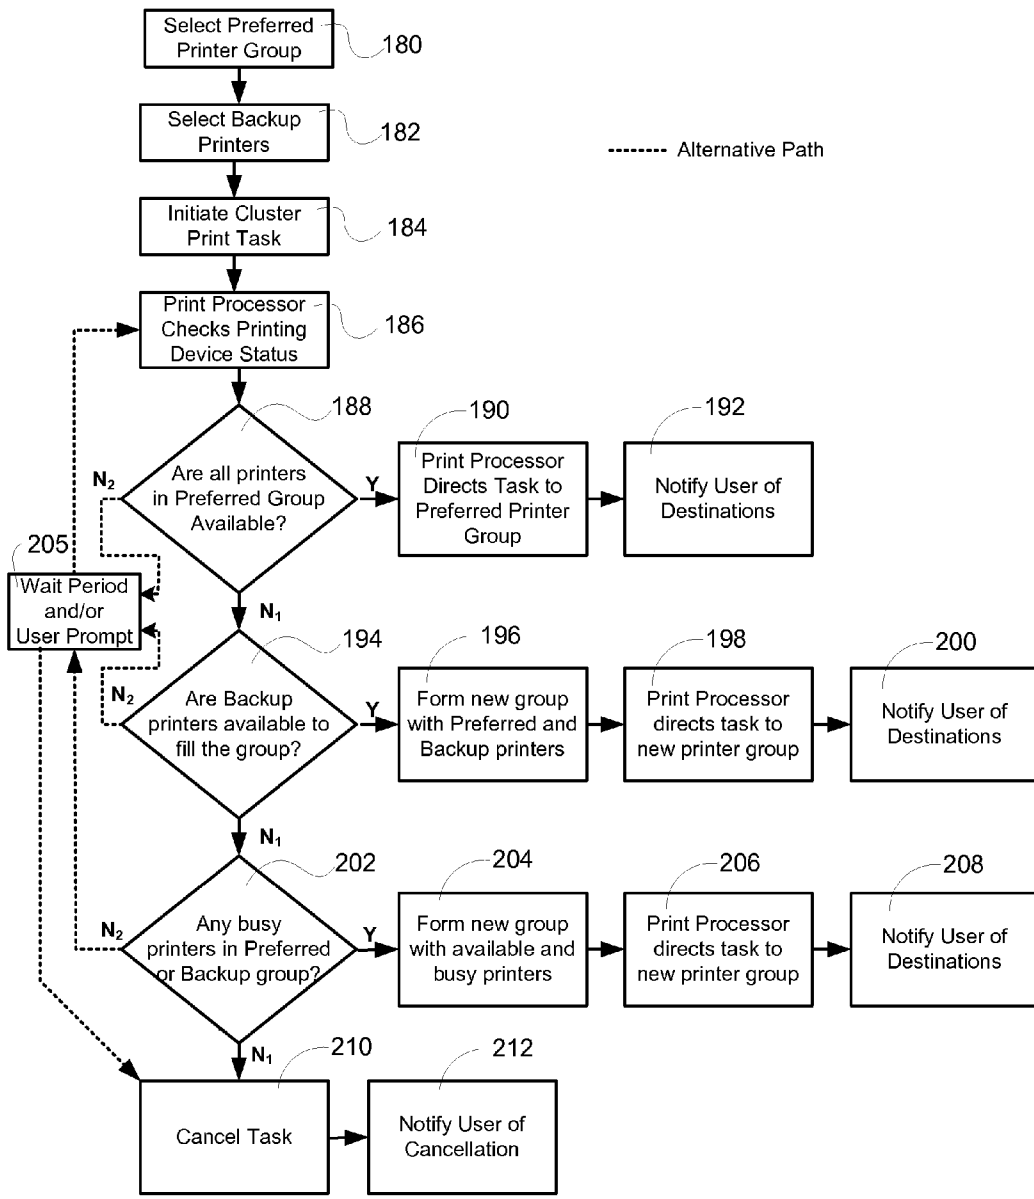 Select Preferred
Printer Group
180
Select Backup
Printers
182
Alternative Path
Initiate Cluster
Print Task
184
Print Processor
Checks Printing
Device Status
186
188
Are all printers
in Preferred Group
Available?
N₂
Y
N₁
190
Print Processor
Directs Task to
Preferred Printer
Group
192
Notify User of
Destinations
205
Wait Period
and/or
User Prompt
194
Are Backup
printers available to
fill the group?
N₂
Y
N₁
196
Form new group
with Preferred and
Backup printers
198
Print Processor
directs task to
new printer group
200
Notify User of
Destinations
202
Any busy
printers in Preferred
or Backup group?
N₂
Y
N₁
204
Form new group
with available and
busy printers
206
Print Processor
directs task to
new printer group
208
Notify User of
Destinations
210
Cancel Task
212
Notify User of
Cancellation